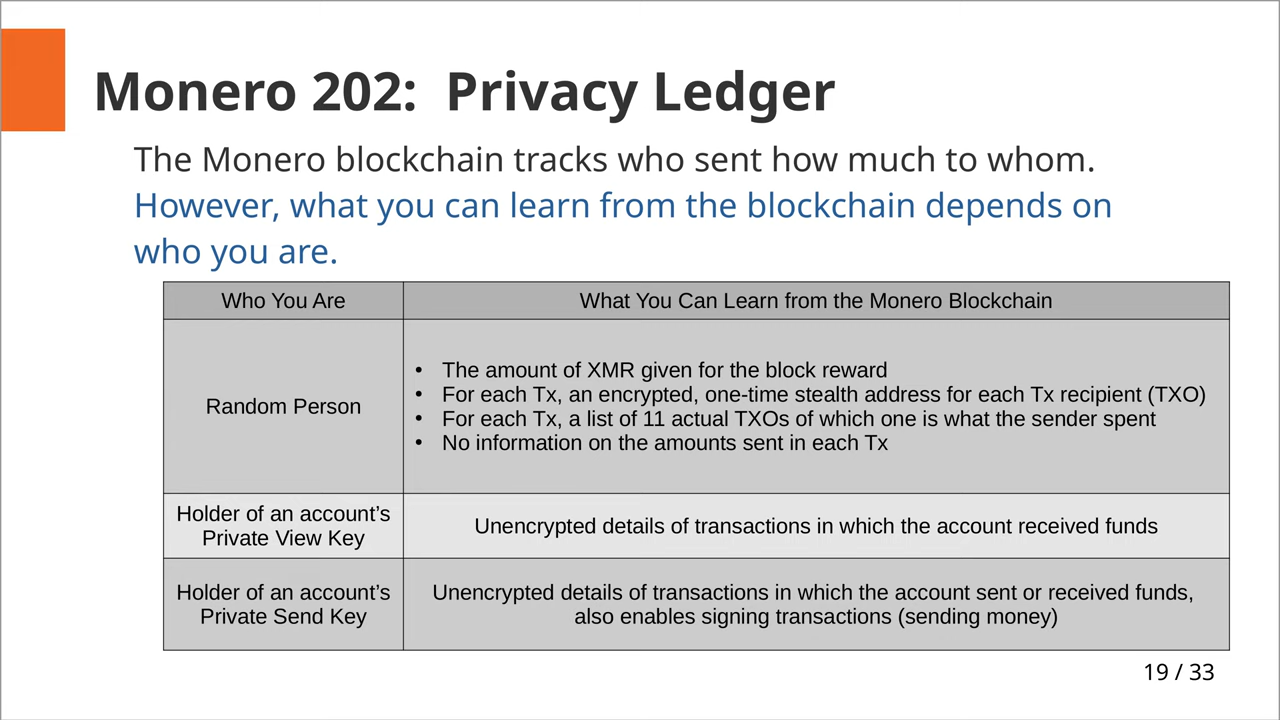 Monero 202:  Privacy Ledger
The Monero blockchain tracks who sent how much to whom.
However, what you can learn from the blockchain depends on
who you are.
Who You Are
What You Can Learn from the Monero Blockchain
Random Person
• The amount of XMR given for the block reward
• For each Tx, an encrypted, one-time stealth address for each Tx recipient (TXO)
• For each Tx, a list of 11 actual TXOs of which one is what the sender spent
• No information on the amounts sent in each Tx
Holder of an account’s
Private View Key
Unencrypted details of transactions in which the account received funds
Holder of an account’s
Private Send Key
Unencrypted details of transactions in which the account sent or received funds,
also enables signing transactions (sending money)
19 / 33